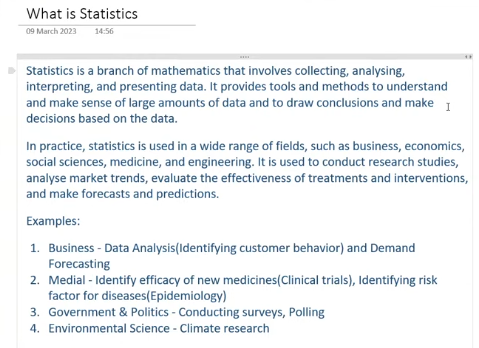 What is Statistics
09 March 2023 14:56
Statistics is a branch of mathematics that involves collecting, analysing,
interpreting, and presenting data. It provides tools and methods to understand
and make sense of large amounts of data and to draw conclusions and make
decisions based on the data.
In practice, statistics is used in a wide range of fields, such as business, economics,
social sciences, medicine, and engineering. It is used to conduct research studies,
analyse market trends, evaluate the effectiveness of treatments and interventions,
and make forecasts and predictions.
Examples:
1. Business - Data Analysis(Identifying customer behavior) and Demand
Forecasting
2. Medial - Identify efficacy of new medicines(Clinical trials), Identifying risk
factor for diseases(Epidemiology)
3. Government & Politics - Conducting surveys, Polling
4. Environmental Science - Climate research